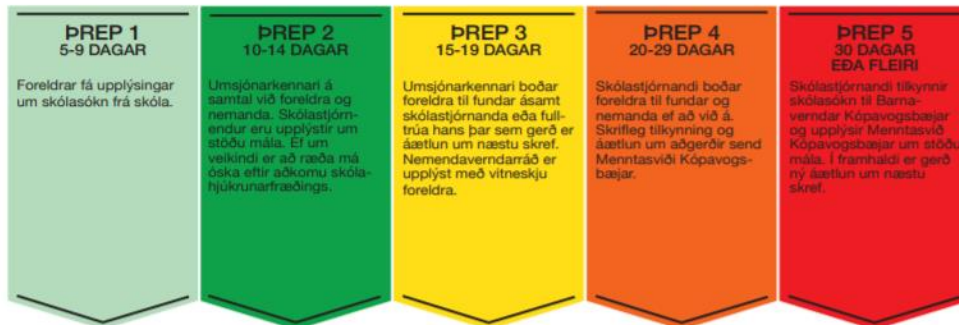 ÞREP 1
5-9 DAGAR
Foreldrar fá upplýsingar
um skólasókn frá skóla.
ÞREP 2
10-14 DAGAR
Umsjónarkennari á
samtal við foreldra og
nemanda. Skólastjórn-
endur eru upplýstir um
stöðu mála. Ef um
veikindi er að ræða má
óska eftir aðkomu skóla-
hjúkrunarfræðings.
ÞREP 3
15-19 DAGAR
Umsjónarkennari boðar
foreldra til fundar ásamt
skólastjórnanda eða full-
trúa hans þar sem gerð er
áætlun um næstu skref.
Nemendaverndarráð er
upplýst með vitneskju
foreldra.
ÞREP 4
20-29 DAGAR
Skólastjórnandi boðar
foreldra til fundar og
nemanda ef að við á.
Skrifleg tilkynning og
áætlun um aðgerðir send
Menntasviði Kópavogs-
bæjar.
ÞREP 5
30 DAGAR
EÐA FLEIRI
Skólastjórnandi tilkynnir
skólasókn til Barna-
verndar Kópavogsbæjar
og upplýsir Menntasvið
Kópavogsbæjar um stöðu
mála. Í framhaldi er gerð
ný áætlun um næstu
skref.